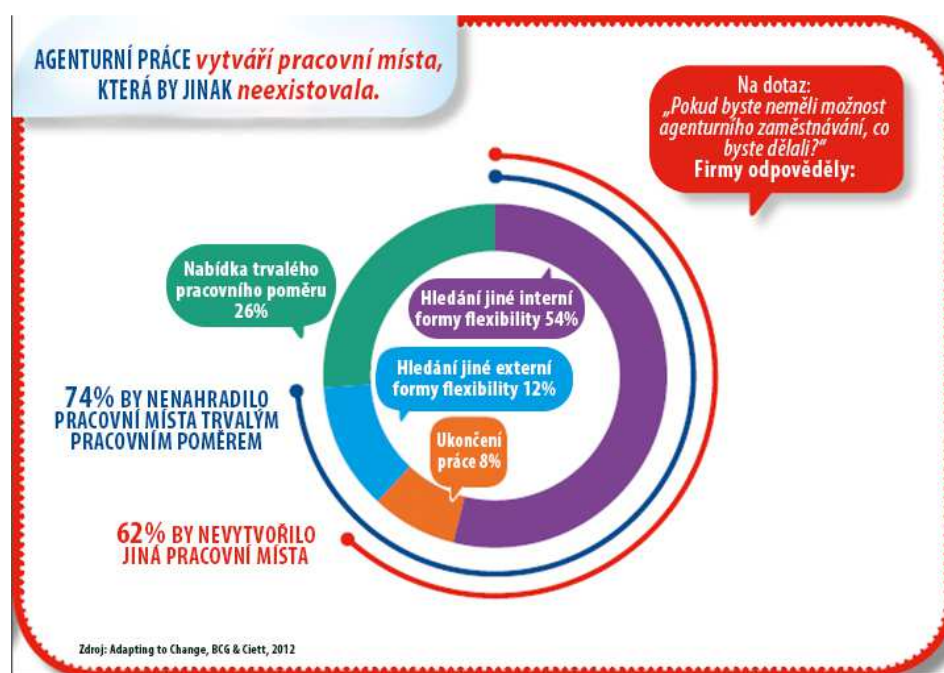 AGENTURNÍ PRÁCE vytváří pracovní místa,
KTERÁ BY JINAK neexistovala.
Na dotaz:
„Pokud byste neměli možnost
agenturního zaměstnávání, co
byste dělali?“
Firmy odpověděly:
Nabídka trvalého
pracovního poměru
26%
Hledání jiné interní
formy flexibility 54%
Hledání jiné externí
formy flexibility 12%
Ukončení
práce 8%
74% BY NENAHRADILO
PRACOVNÍ MÍSTA TRVALÝM
PRACOVNÍM POMĚREM
62% BY NEVYTVOŘILO
JINÁ PRACOVNÍ MÍSTA
Zdroj: Adapting to Change, BCG & Ciett, 2012